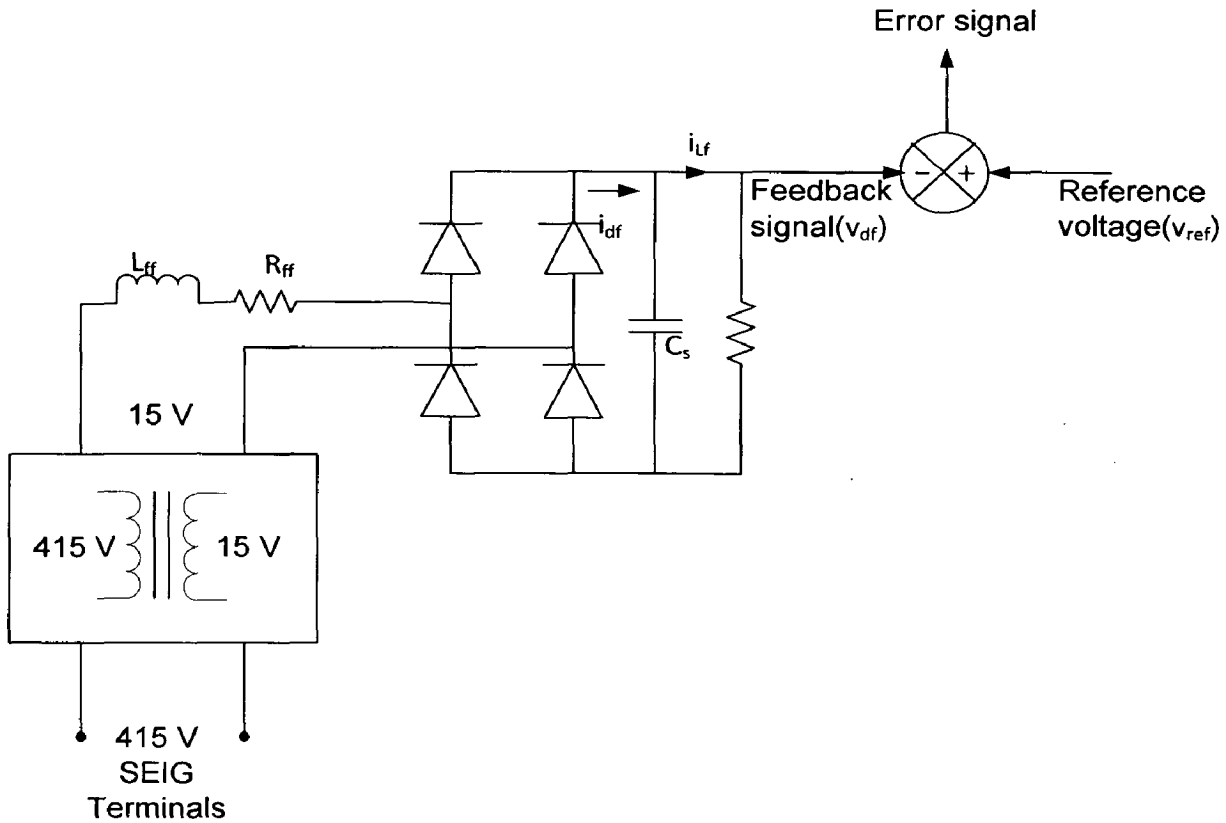 Error signal
i_Lf
- +
Feedback
signal(v_df)
Reference
voltage(v_ref)
i_df
L_ff
R_ff
C_s
15 V
415 V
15 V
415 V
SEIG
Terminals